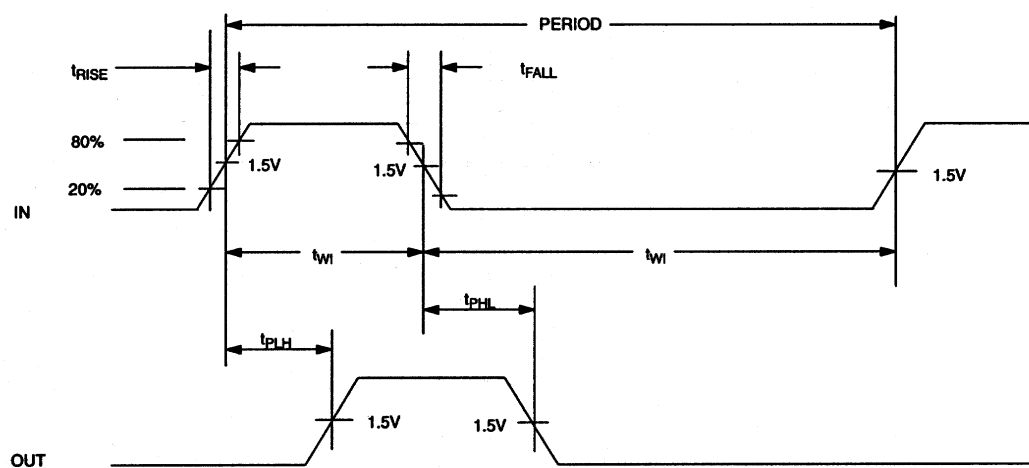 PERIOD
tRISE
tFALL
80%
1.5V
1.5V
1.5V
20%
IN
tWI
tWI
tPHL
tPLH
1.5V
1.5V
OUT